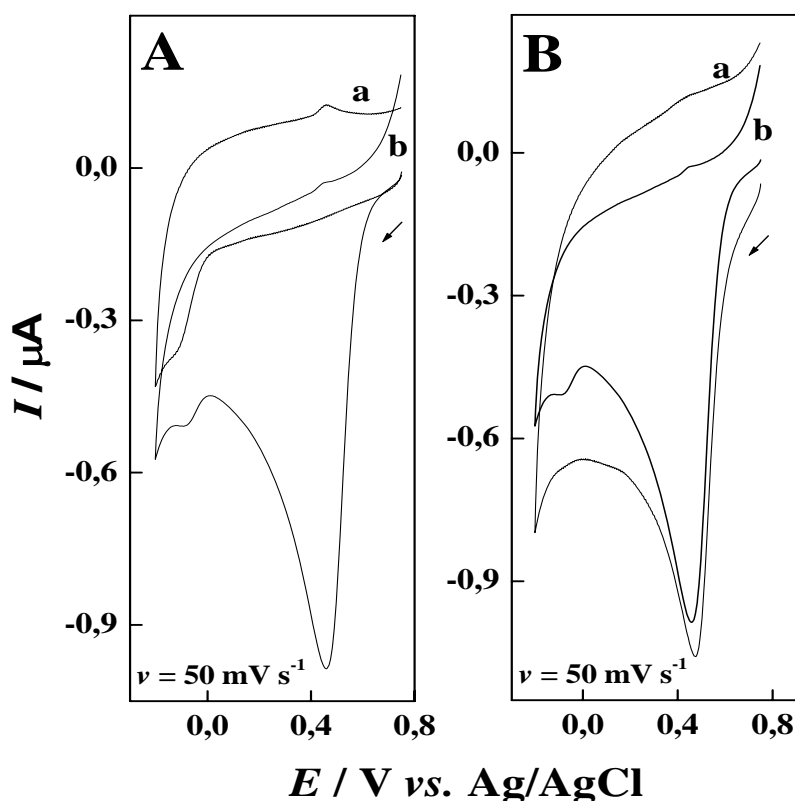 A
a
b
0,0
-0,3
-0,6
-0,9
v = 50 mV s-1
0,0 0,4 0,8
B
a
b
0,0
-0,3
-0,6
-0,9
v = 50 mV s-1
0,0 0,4 0,8
I / μA
E / V vs. Ag/AgCl